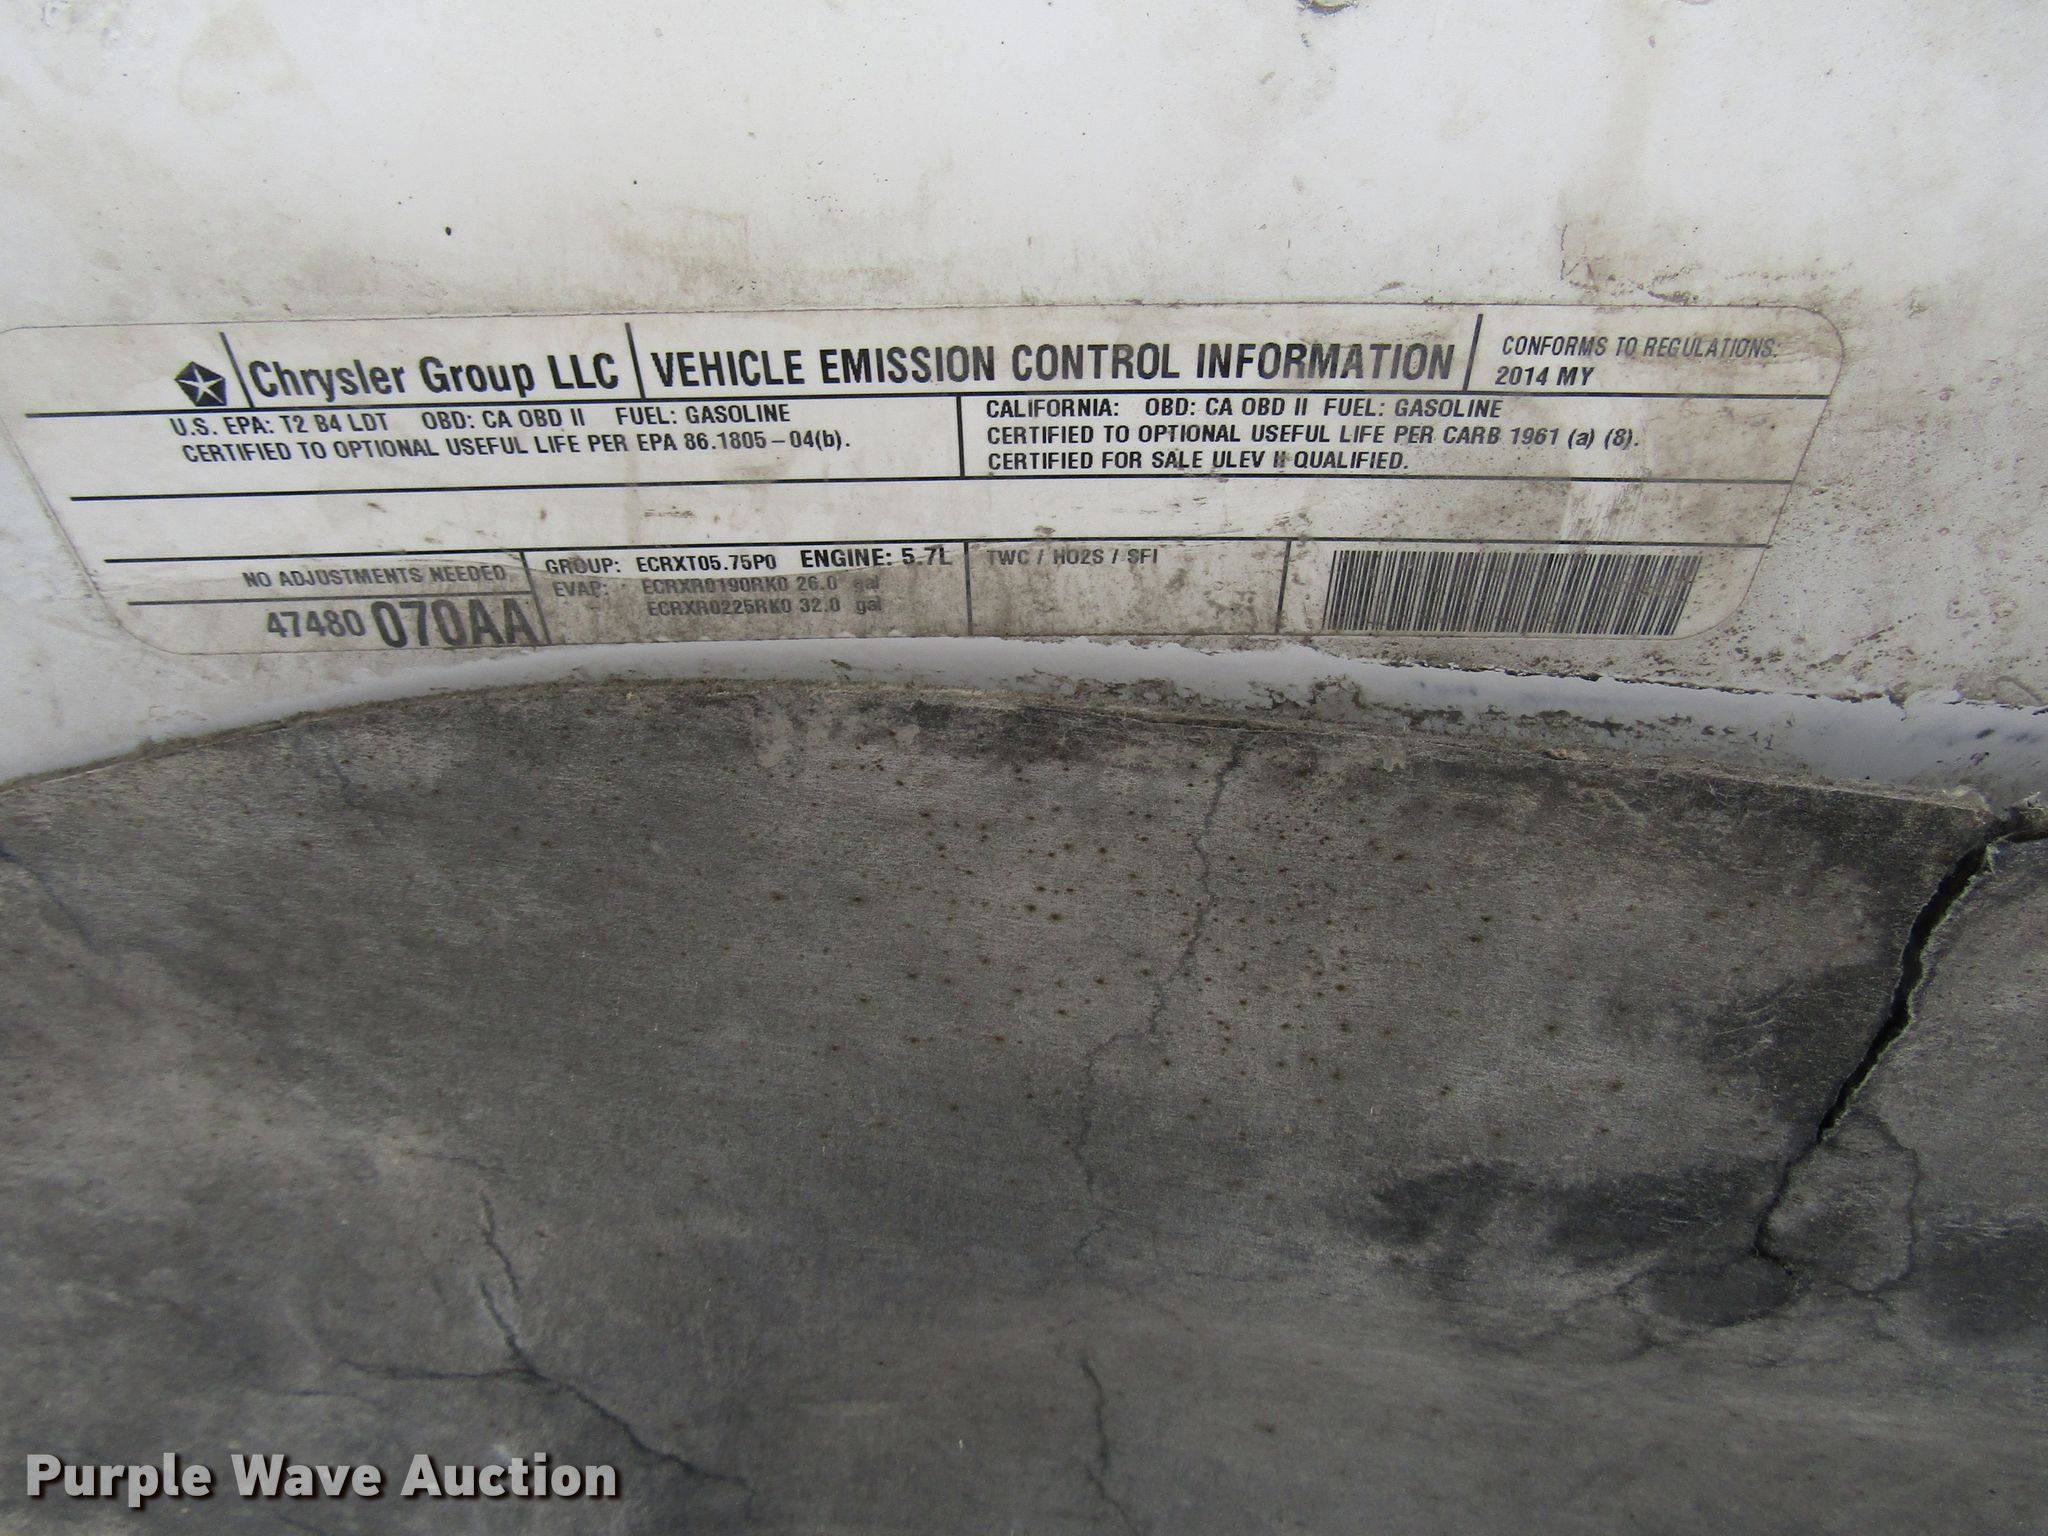 Chrysler Group LLC VEHICLE EMISSION CONTROL INFORMATION
CONFORMS TO REGULATIONS:
2014 MY
U.S. EPA: T2 B4 LDT OBD: CA OBD II FUEL: GASOLINE
CERTIFIED TO OPTIONAL USEFUL LIFE PER EPA 86.1805-04(b).
CALIFORNIA: OBD: CA OBD II FUEL: GASOLINE
CERTIFIED TO OPTIONAL USEFUL LIFE PER CARB 1961 (a) (8).
CERTIFIED FOR SALE ULEV II QUALIFIED.
NO ADJUSTMENTS NEEDED
47480 070AA
GROUP: ECRXT05.75P0 ENGINE: 5.7L
EVAP: ECRXR0190RK0 26.0 gal
ECRXR0225RK0 32.0 gal
TWC / HO2S / SFI
Purple Wave Auction